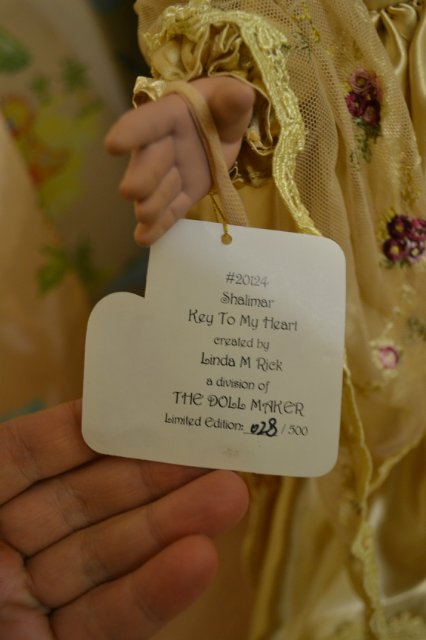 #20124
Shalimar
Key To My Heart
created by
Linda M Rick
a division of
THE DOLL MAKER
Limited Edition: 028 / 500